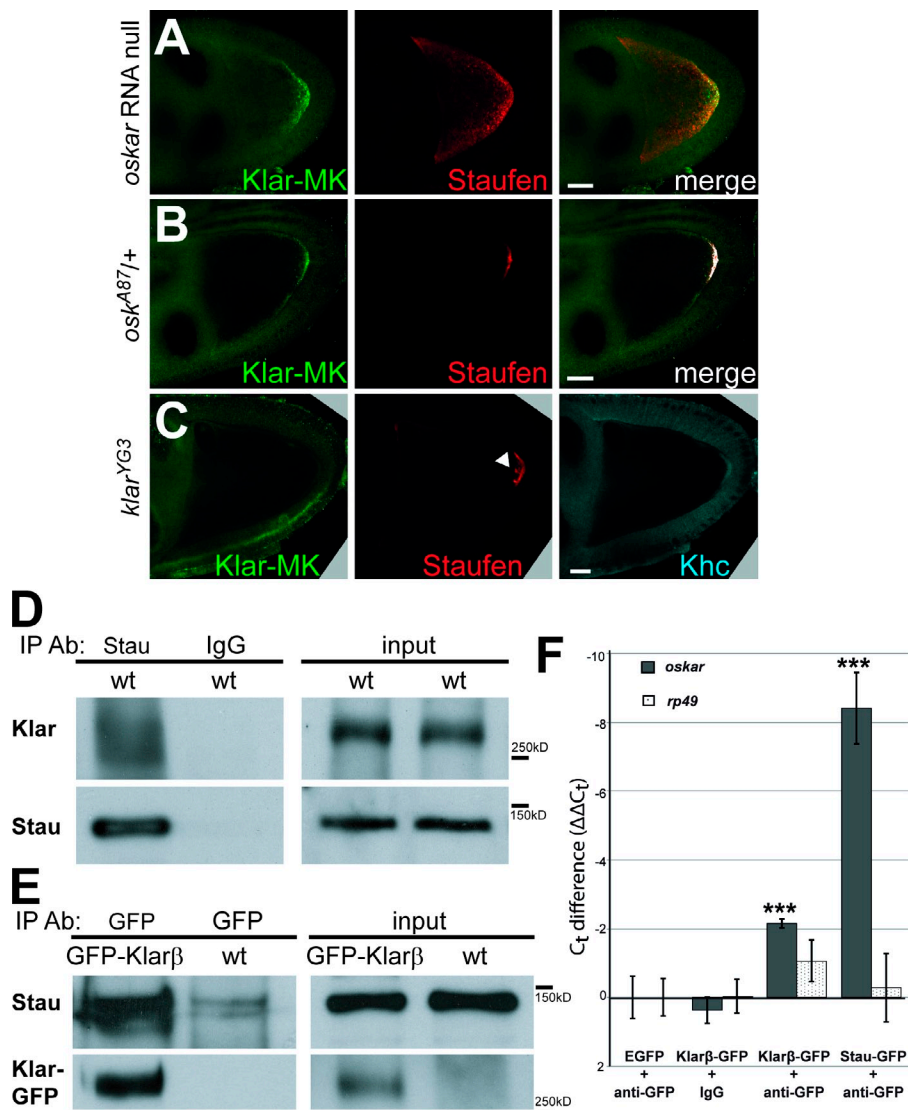 A
oskar RNA null
Klar-MK
Staufen
merge
B
osk^A87/+
Klar-MK
Staufen
merge
C
klar^YG3
Klar-MK
Staufen
Khc
D
IP Ab: Stau IgG input
wt wt wt wt
Klar
250kD
Stau
150kD
E
IP Ab: GFP GFP input
GFP-Klarβ wt GFP-Klarβ wt
Stau
150kD
Klar-
GFP
250kD
F
Ct difference (ΔΔCt)
-10
-8
-6
-4
-2
0
2
oskar
rp49
***
***
EGFP
+
anti-GFP
Klarβ-GFP
+
IgG
Klarβ-GFP
+
anti-GFP
Stau-GFP
+
anti-GFP